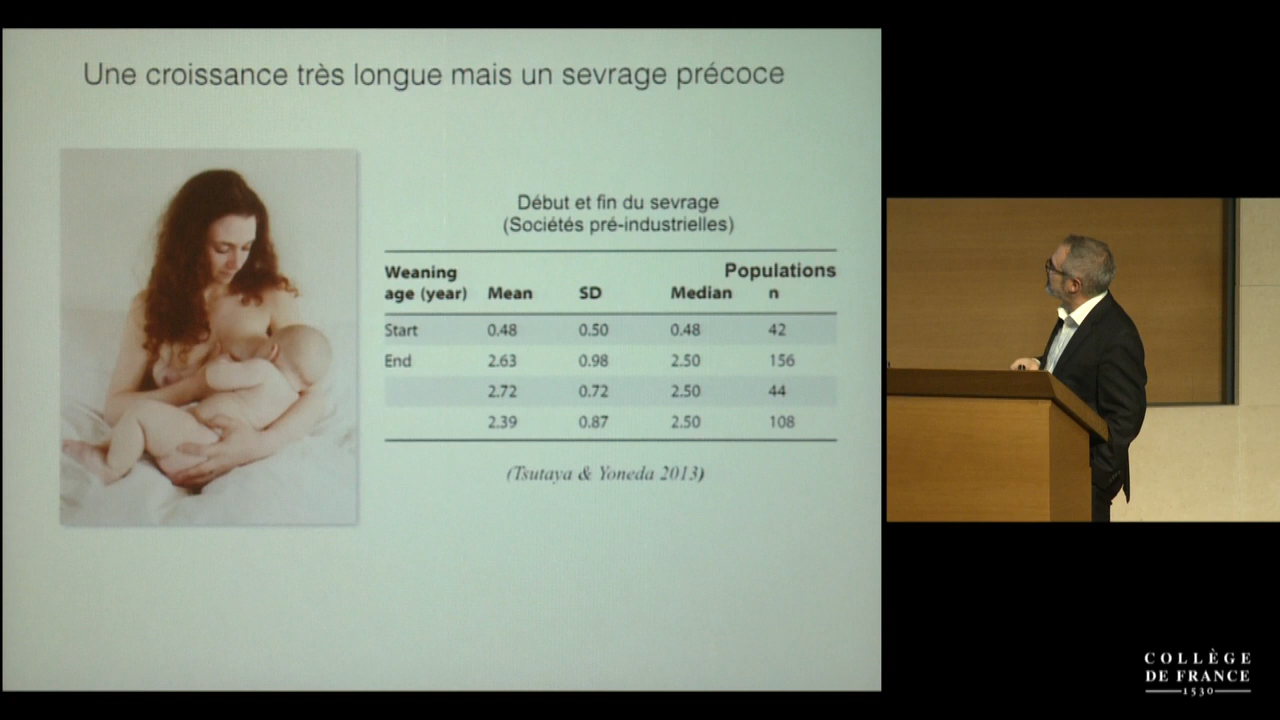 Une croissance très longue mais un sevrage précoce
Début et fin du sevrage
(Sociétés pré-industrielles)
Populations
Weaning
age (year) Mean SD Median n
Start 0.48 0.50 0.48 42
End 2.63 0.98 2.50 156
2.72 0.72 2.50 44
2.39 0.87 2.50 108
(Tsutaya & Yoneda 2013)
COLLÈGE
DE FRANCE
1530